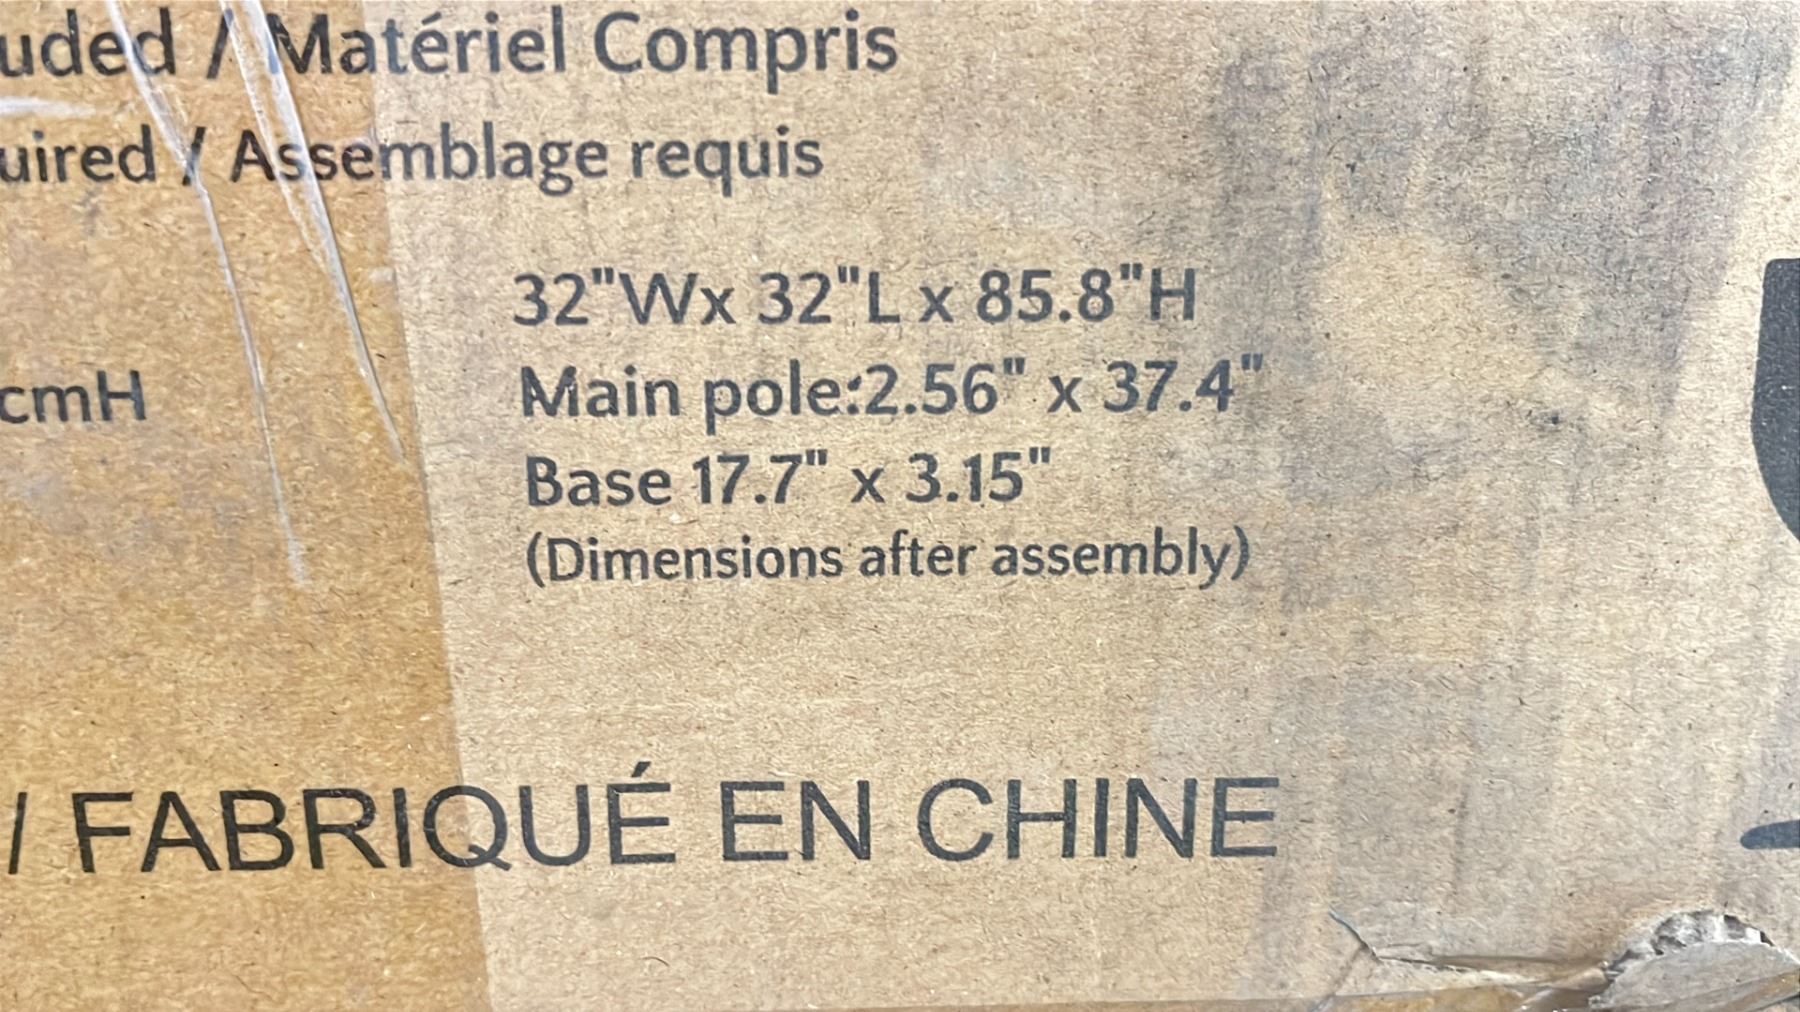 uded / Matériel Compris
uired / Assemblage requis
32"Wx 32"L x 85.8"H
cmH
Main pole:2.56" x 37.4"
Base 17.7" x 3.15"
(Dimensions after assembly)
/ FABRIQUÉ EN CHINE